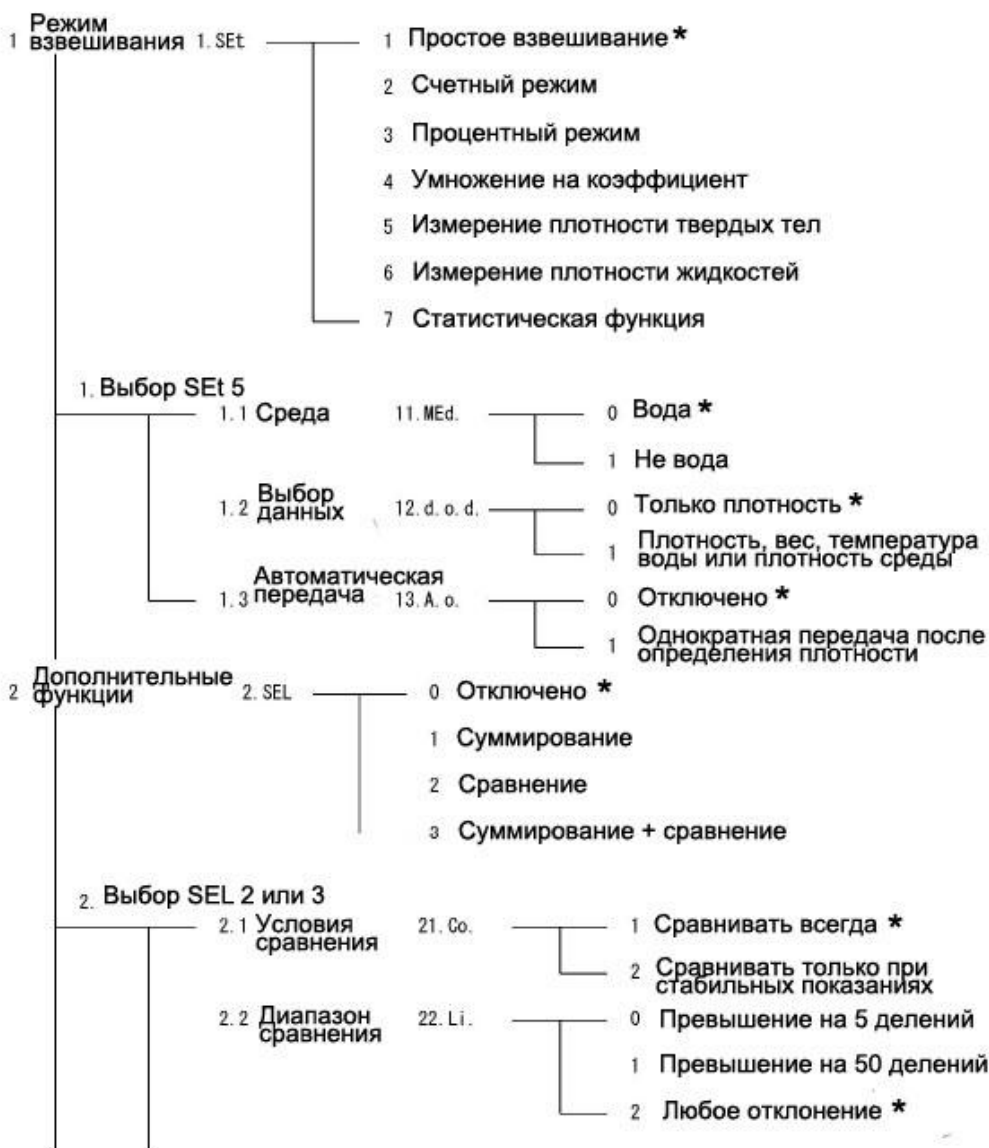 1 Режим взвешивания 1.SEt 1 Простое взвешивание *
2 Счетный режим
3 Процентный режим
4 Умножение на коэффициент
5 Измерение плотности твердых тел
6 Измерение плотности жидкостей
7 Статистическая функция
1. Выбор SEt 5
1.1 Среда 11.MEd. 0 Вода *
1 Не вода
1.2 Выбор данных 12.d.o.d. 0 Только плотность *
1 Плотность, вес, температура
воды или плотность среды
1.3 Автоматическая передача 13.A.o. 0 Отключено *
1 Однократная передача после
определения плотности
2 Дополнительные функции 2.SEL 0 Отключено *
1 Суммирование
2 Сравнение
3 Суммирование + сравнение
2. Выбор SEL 2 или 3
2.1 Условия сравнения 21.Co. 1 Сравнивать всегда *
2 Сравнивать только при
стабильных показаниях
2.2 Диапазон сравнения 22.Li. 0 Превышение на 5 делений
1 Превышение на 50 делений
2 Любое отклонение *